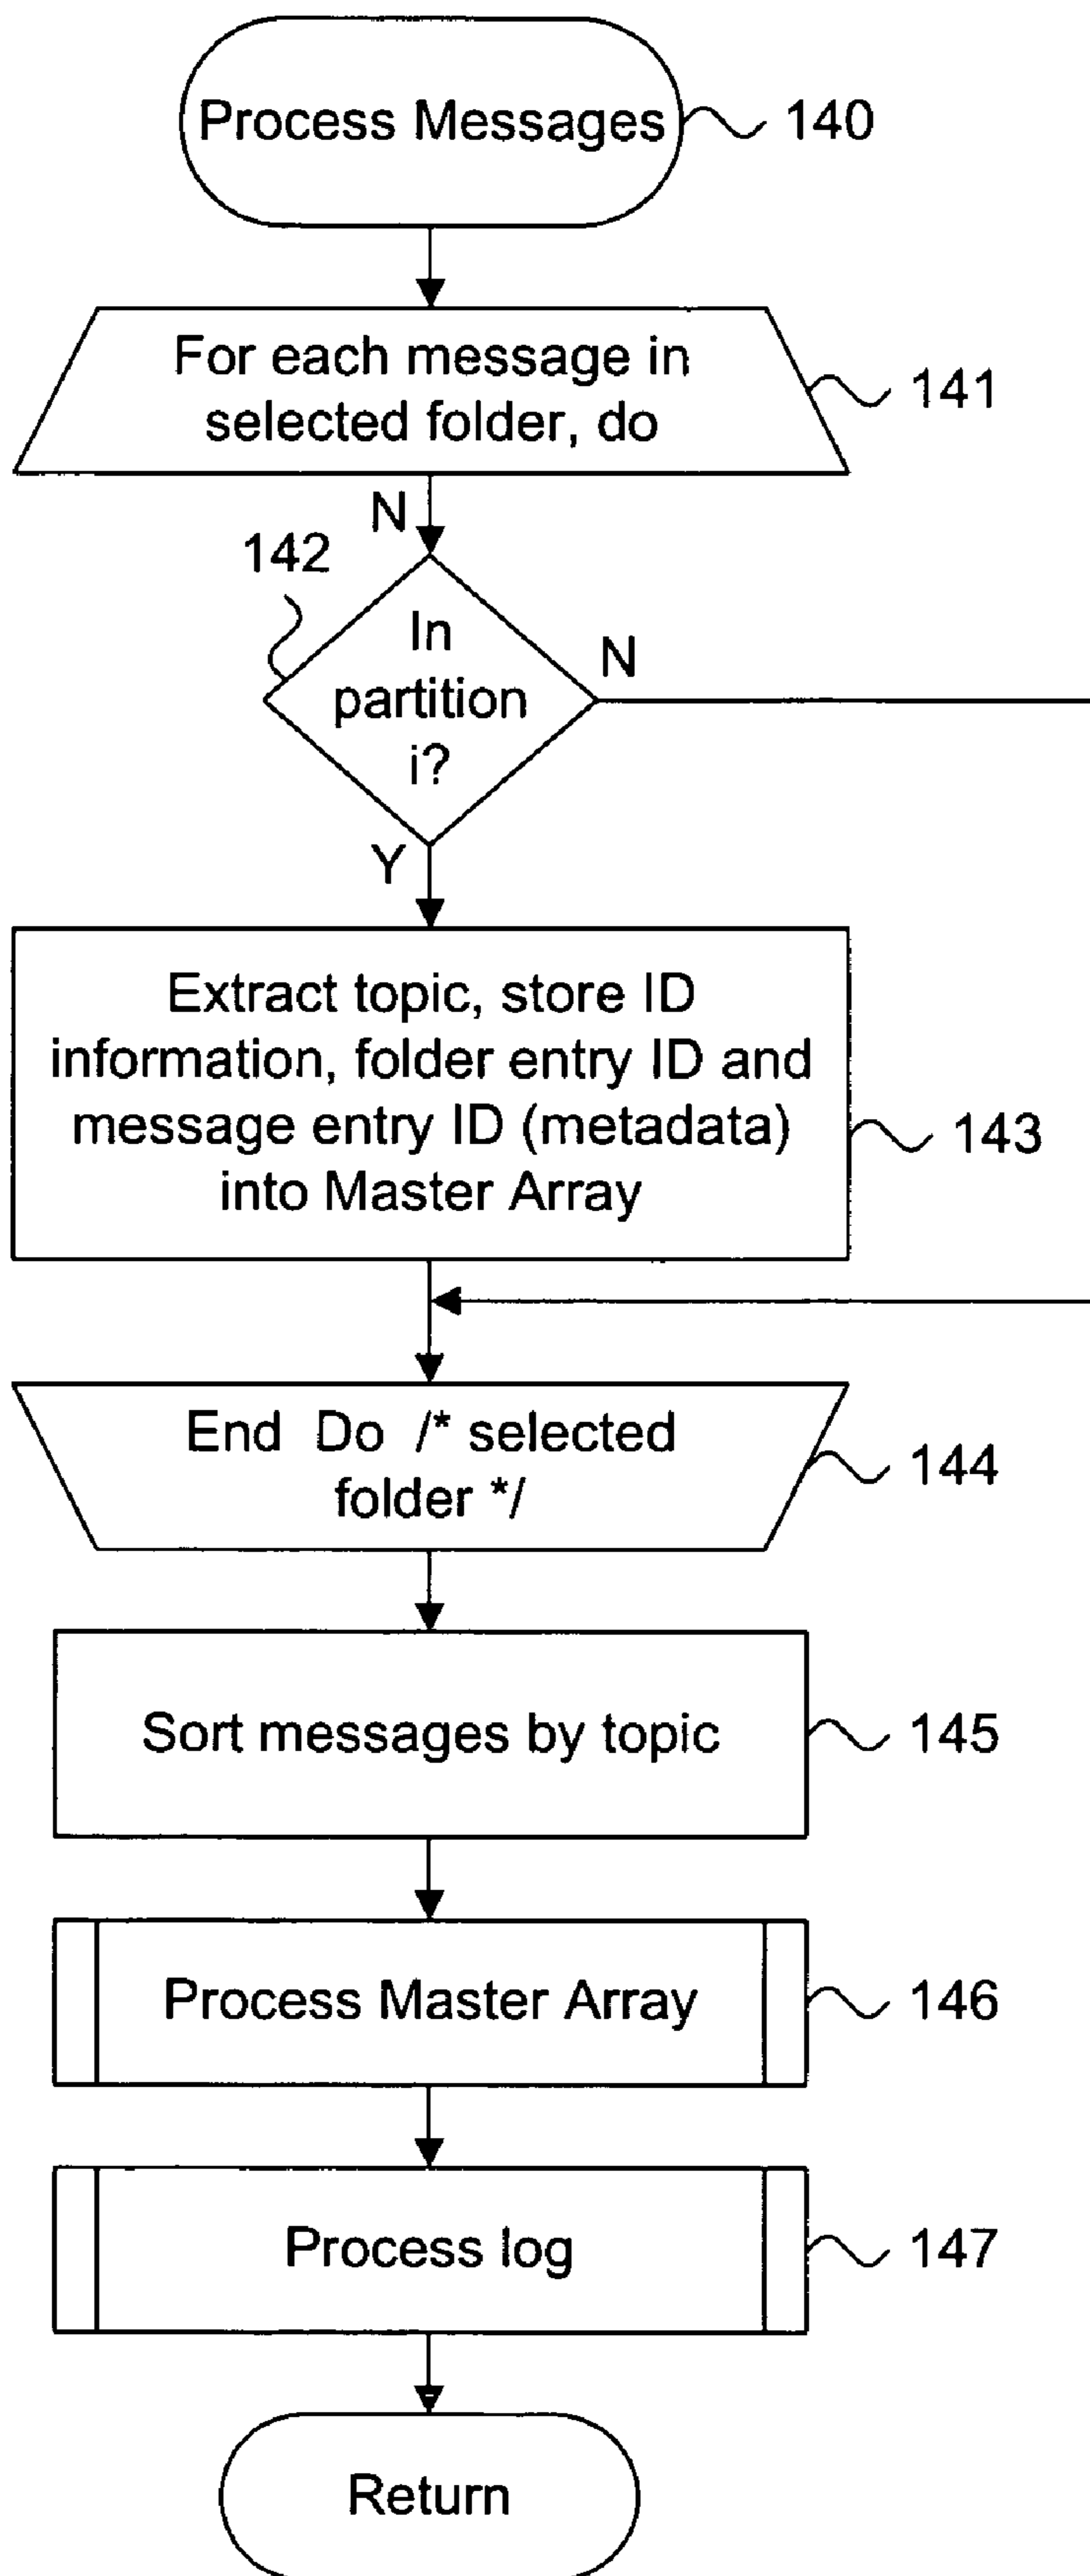 Process Messages
140
For each message in
selected folder, do
141
N
142
In
partition
i?
N
Y
Extract topic, store ID
information, folder entry ID and
message entry ID (metadata)
into Master Array
143
End Do /* selected
folder */
144
Sort messages by topic
145
Process Master Array
146
Process log
147
Return